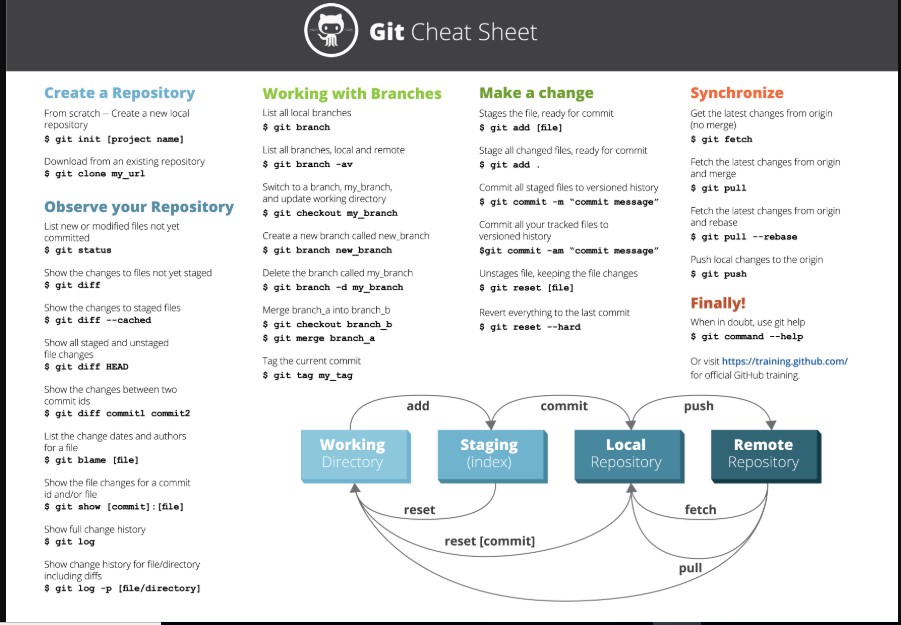 Git Cheat Sheet
Create a Repository
From scratch -- Create a new local
repository
$ git init [project name]
Download from an existing repository
$ git clone my_url
Observe your Repository
List new or modified files not yet
committed
$ git status
Show the changes to files not yet staged
$ git diff
Show the changes to staged files
$ git diff --cached
Show all staged and unstaged
file changes
$ git diff HEAD
Show the changes between two
commit ids
$ git diff commit1 commit2
List the change dates and authors
for a file
$ git blame [file]
Show the file changes for a commit
id and/or file
$ git show [commit]:[file]
Show full change history
$ git log
Show change history for file/directory
including diffs
$ git log -p [file/directory]
Working with Branches
List all local branches
$ git branch
List all branches, local and remote
$ git branch -av
Switch to a branch, my_branch,
and update working directory
$ git checkout my_branch
Create a new branch called new_branch
$ git branch new_branch
Delete the branch called my_branch
$ git branch -d my_branch
Merge branch_a into branch_b
$ git checkout branch_b
$ git merge branch_a
Tag the current commit
$ git tag my_tag
Make a change
Stages the file, ready for commit
$ git add [file]
Stage all changed files, ready for commit
$ git add .
Commit all staged files to versioned history
$ git commit -m “commit message”
Commit all your tracked files to
versioned history
$git commit -am “commit message”
Unstages file, keeping the file changes
$ git reset [file]
Revert everything to the last commit
$ git reset --hard
Synchronize
Get the latest changes from origin
(no merge)
$ git fetch
Fetch the latest changes from origin
and merge
$ git pull
Fetch the latest changes from origin
and rebase
$ git pull --rebase
Push local changes to the origin
$ git push
Finally!
When in doubt, use git help
$ git command --help
Or visit https://training.github.com/
for official GitHub training.
add
commit
push
Working
Directory
Staging
(index)
Local
Repository
Remote
Repository
reset
fetch
reset [commit]
pull